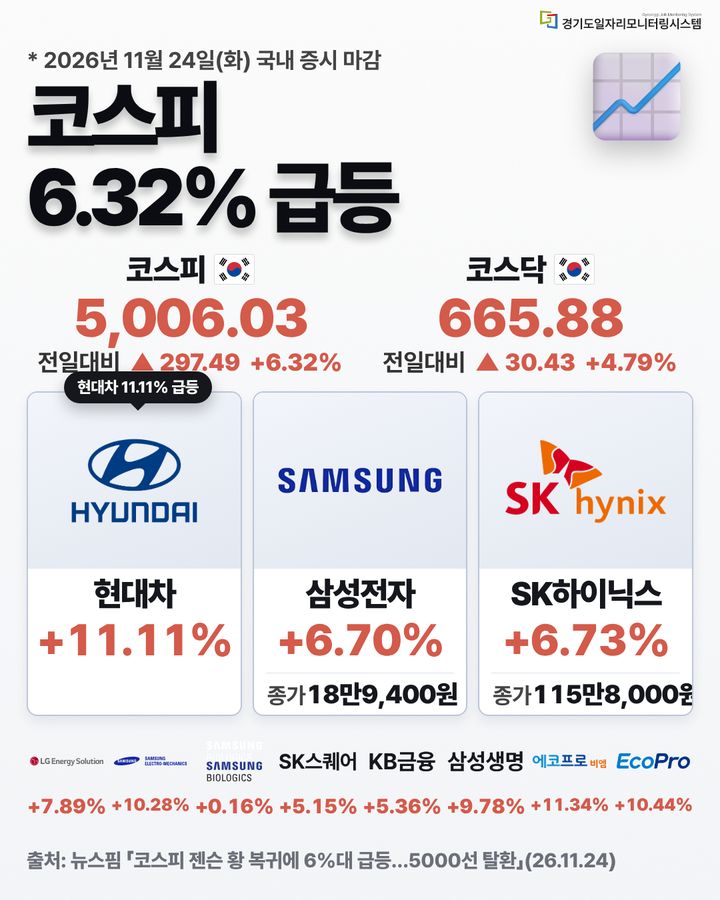 경기도일자리모니터링시스템
* 2026년 11월 24일(화) 국내 증시 마감
코스피
6.32% 급등
코스피 코스닥
5,006.03 665.88
전일대비 ▲ 297.49 +6.32% 전일대비 ▲ 30.43 +4.79%
현대차 11.11% 급등
HYUNDAI SAMSUNG SK hynix
현대차 삼성전자 SK하이닉스
+11.11% +6.70% +6.73%
종가 18만9,400원 종가 115만8,000원
SAMSUNG
LG Energy Solution SAMSUNG SAMSUNG ELECTRO-MECHANICS SAMSUNG BIOLOGICS SK스퀘어 KB금융 삼성생명 에코프로 비엠 EcoPro
+7.89% +10.28% +0.16% +5.15% +5.36% +9.78% +11.34% +10.44%
출처: 뉴스핌 「코스피 젠슨 황 복귀에 6%대 급등...5000선 탈환」(26.11.24)